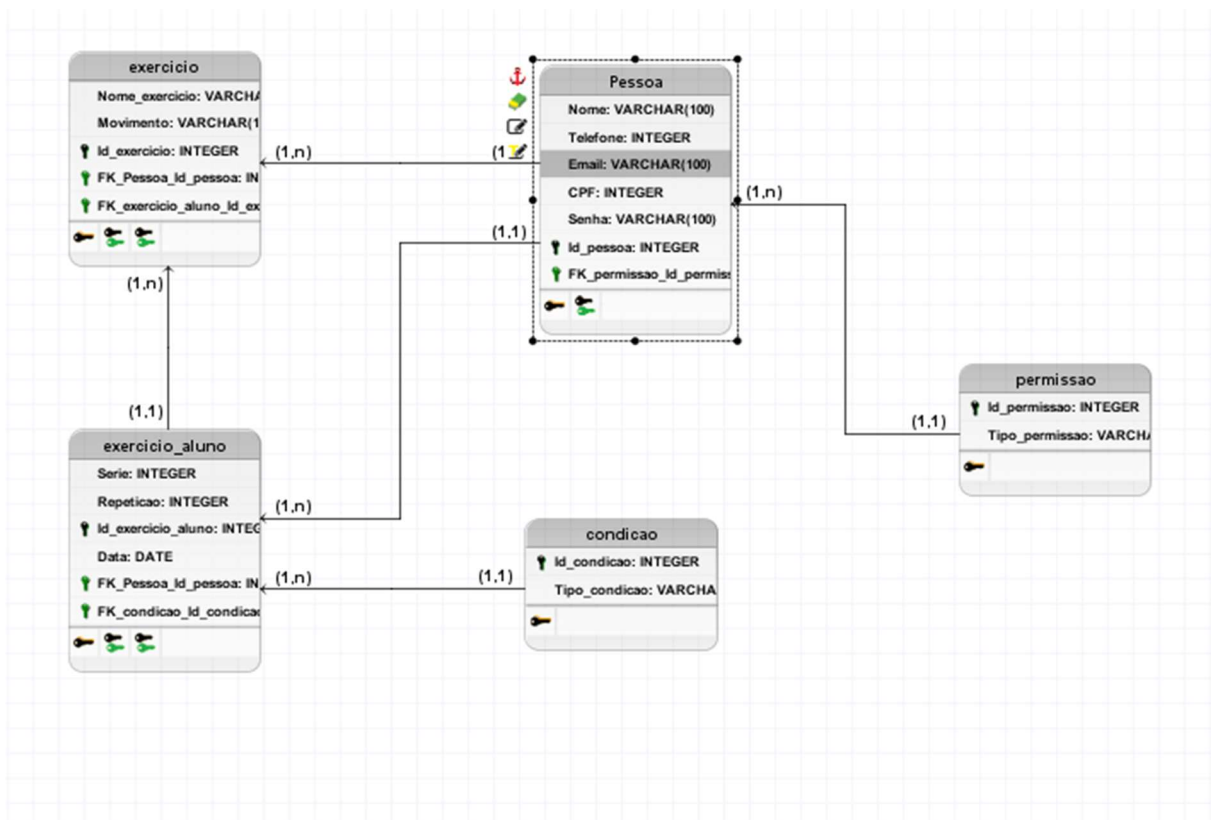 exercicio
Nome_exercicio: VARCHA
Movimento: VARCHAR(1
Id_exercicio: INTEGER
FK_Pessoa_Id_pessoa: IN
FK_exercicio_aluno_Id_ex
(1,n)
(1
Pessoa
Nome: VARCHAR(100)
Telefone: INTEGER
Email: VARCHAR(100)
CPF: INTEGER
Senha: VARCHAR(100)
Id_pessoa: INTEGER
FK_permissao_Id_permis
(1,n)
(1,1)
(1,n)
(1,1)
permissao
Id_permissao: INTEGER
Tipo_permissao: VARCHA
(1,1)
exercicio_aluno
Serie: INTEGER
Repeticao: INTEGER
Id_exercicio_aluno: INTEG
Data: DATE
FK_Pessoa_Id_pessoa: IN
FK_condicao_Id_condica
(1,n)
(1,n)
(1,1)
condicao
Id_condicao: INTEGER
Tipo_condicao: VARCHA